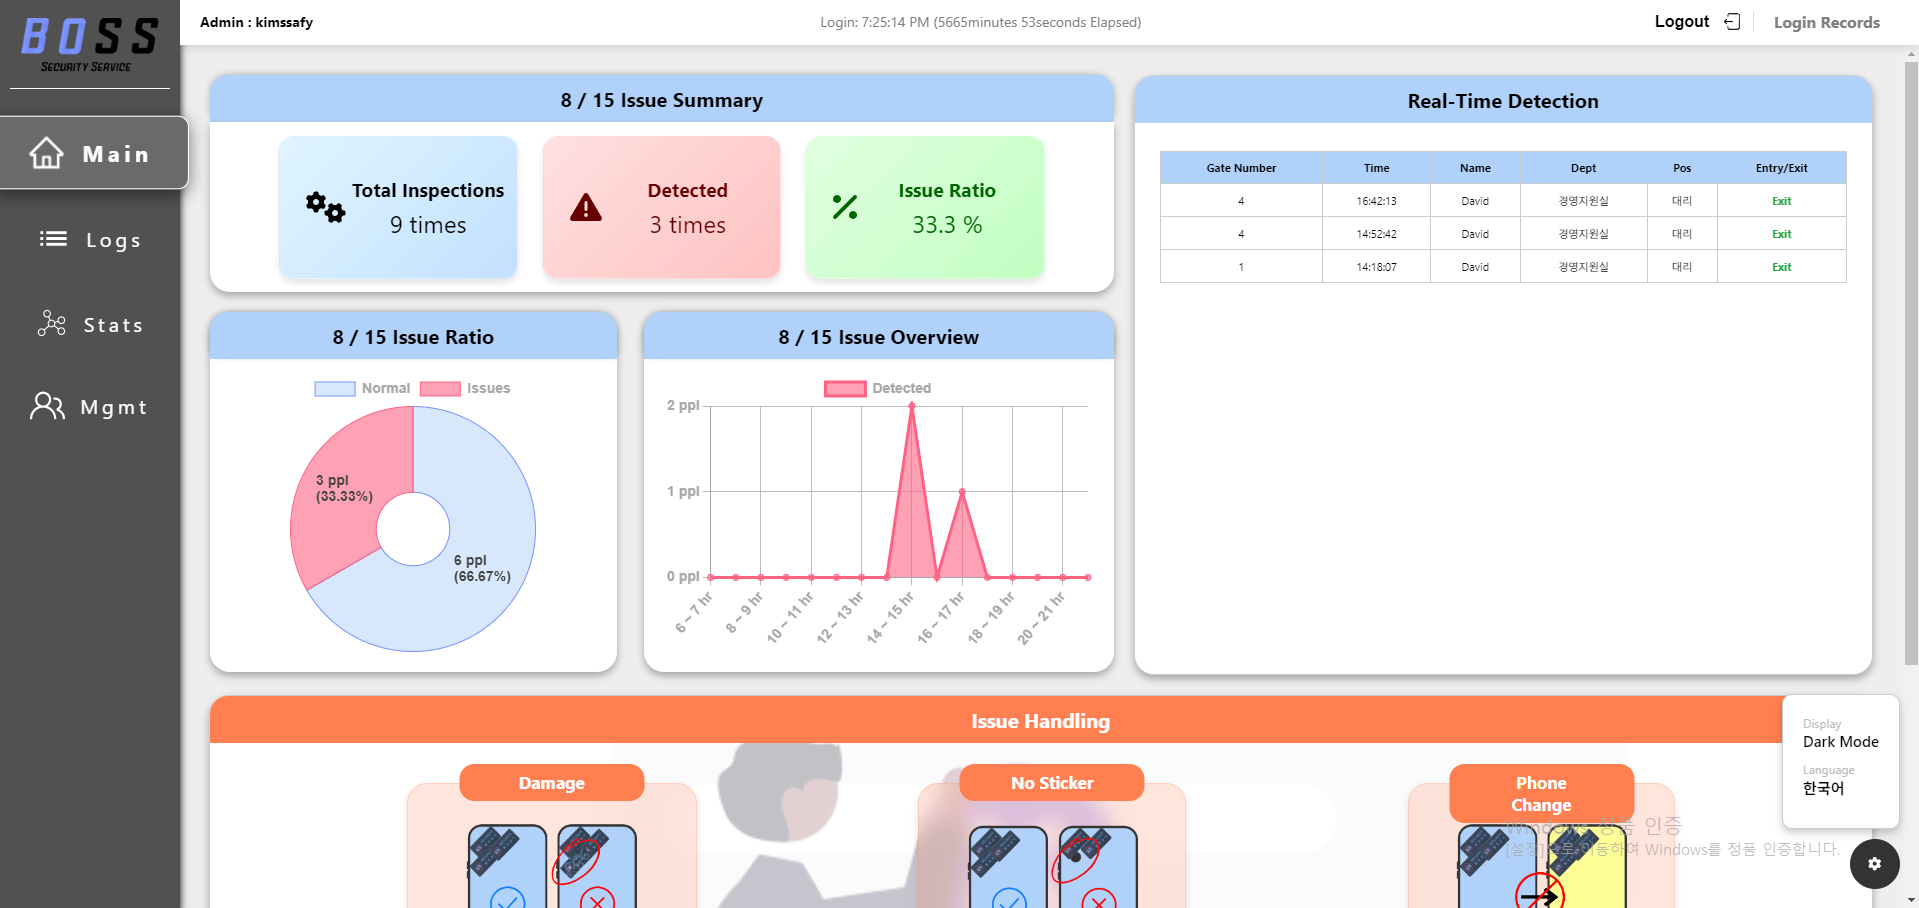 BOSS
SECURITY SERVICE
Admin : kimssafy
Login: 7:25:14 PM (5665minutes 53seconds Elapsed)
Logout
Login Records
Main
Logs
Stats
Mgmt
8 / 15 Issue Summary
Total Inspections
9 times
Detected
3 times
Issue Ratio
33.3 %
Real-Time Detection
Gate Number Time Name Dept Pos Entry/Exit
4 16:42:13 David 경영지원실 대리 Exit
4 14:52:42 David 경영지원실 대리 Exit
1 14:18:07 David 경영지원실 대리 Exit
8 / 15 Issue Ratio
Normal Issues
3 ppl
(33.33%)
6 ppl
(66.67%)
8 / 15 Issue Overview
Detected
2 ppl
1 ppl
0 ppl
6 ~ 7 hr
8 ~ 9 hr
10 ~ 11 hr
12 ~ 13 hr
14 ~ 15 hr
16 ~ 17 hr
18 ~ 19 hr
20 ~ 21 hr
Issue Handling
Damage
No Sticker
Phone
Change
Display
Dark Mode
Language
한국어
Windows 정품 인증
[설정]으로 이동하여 Windows를 정품 인증합니다.